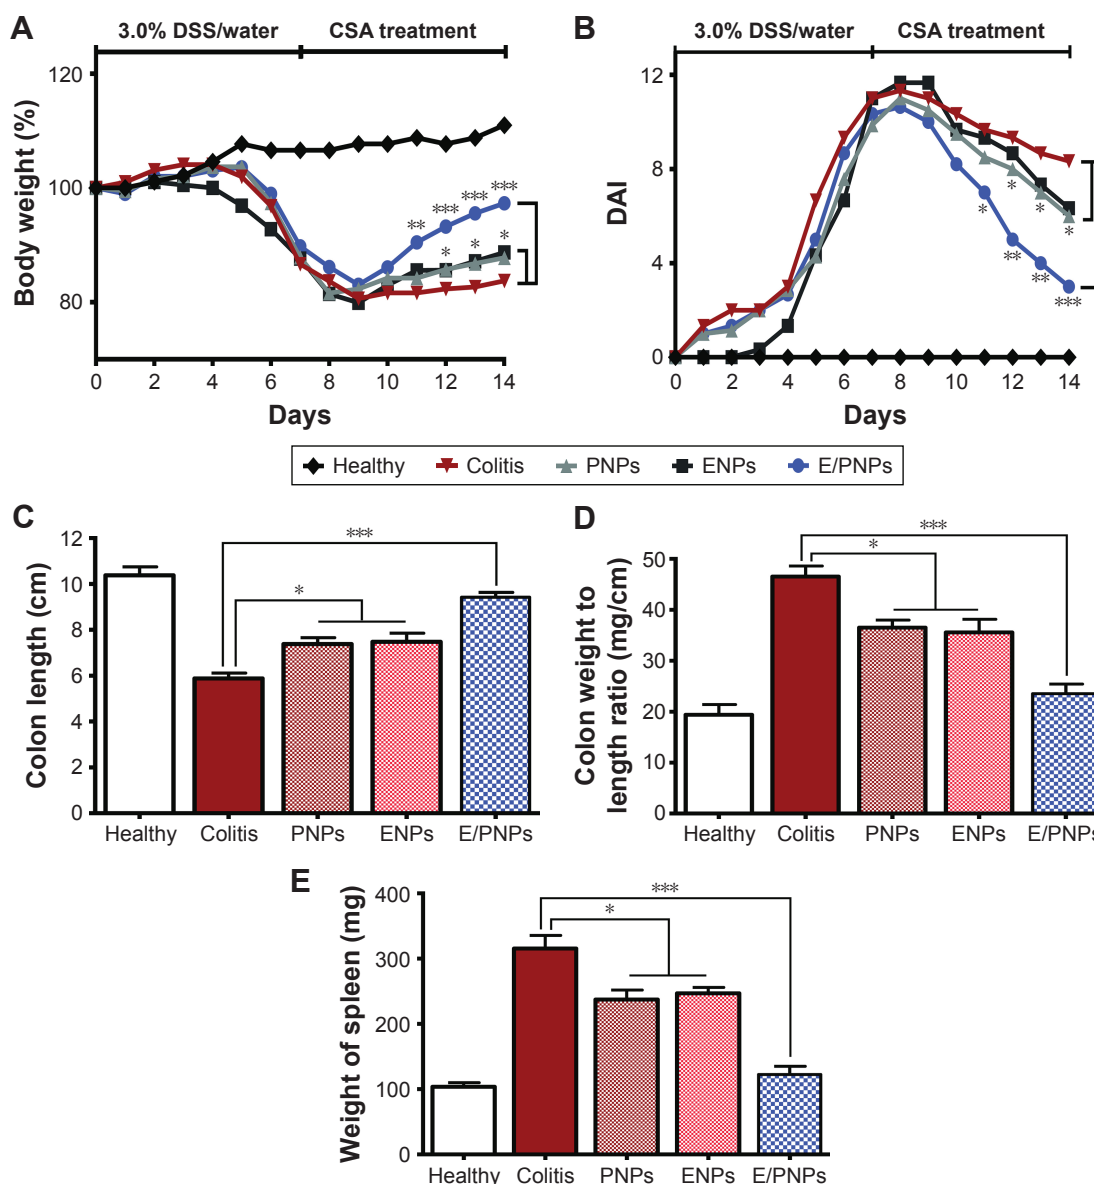 A
3.0% DSS/water
CSA treatment
Body weight (%)
120
100
80
0 2 4 6 8 10 12 14
Days
** *** *** ***
* * *
B
3.0% DSS/water
CSA treatment
DAI
12
8
4
0
0 2 4 6 8 10 12 14
Days
* * *
* ** ** ***
Healthy Colitis PNPs ENPs E/PNPs
C
Colon length (cm)
12
10
8
6
4
2
0
***
*
Healthy Colitis PNPs ENPs E/PNPs
D
Colon weight to
length ratio (mg/cm)
50
40
30
20
10
0
***
*
Healthy Colitis PNPs ENPs E/PNPs
E
Weight of spleen (mg)
400
300
200
100
0
***
*
Healthy Colitis PNPs ENPs E/PNPs